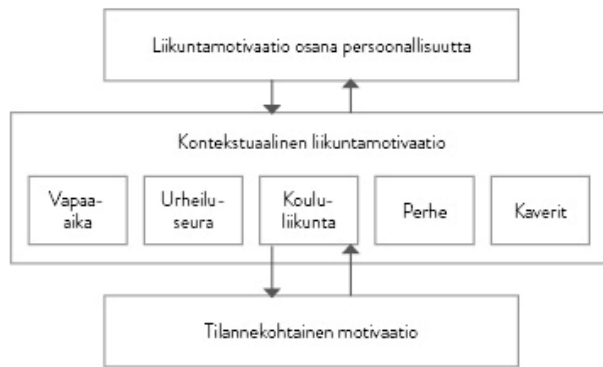 Liikuntamotivaatio osana persoonallisuutta
Kontekstuaalinen liikuntamotivaatio
Vapaa-
aika
Urheilu-
seura
Koulu-
liikunta
Perhe
Kaverit
Tilannekohtainen motivaatio